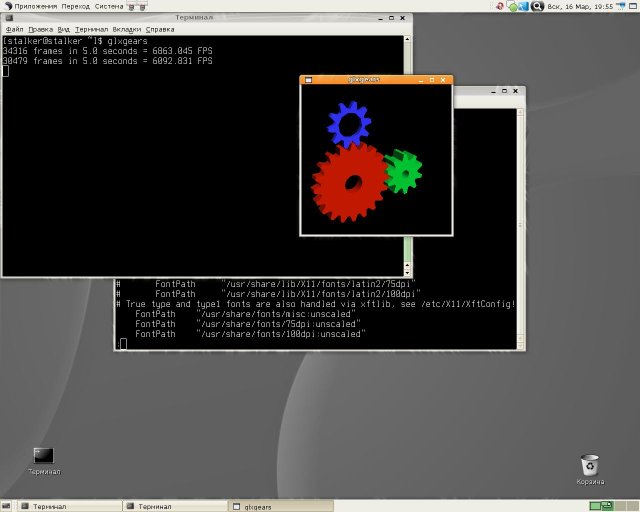 Приложения Переход Система
Вск, 16 Мар, 19:55
Терминал
Файл Правка Вид Терминал Вкладки Справка
[stalker@stalker ~]$ glxgears
34316 frames in 5.0 seconds = 6863.045 FPS
30479 frames in 5.0 seconds = 6092.831 FPS
glxgears
# FontPath "/usr/share/lib/X11/fonts/latin2/75dpi"
# FontPath "/usr/share/lib/X11/fonts/latin2/100dpi"
# True type and type1 fonts are also handled via xftlib, see /etc/X11/XftConfig!
FontPath "/usr/share/fonts/misc:unscaled"
FontPath "/usr/share/fonts/75dpi:unscaled"
FontPath "/usr/share/fonts/100dpi:unscaled"
:
Терминал
Корзина
Терминал
Терминал
glxgears